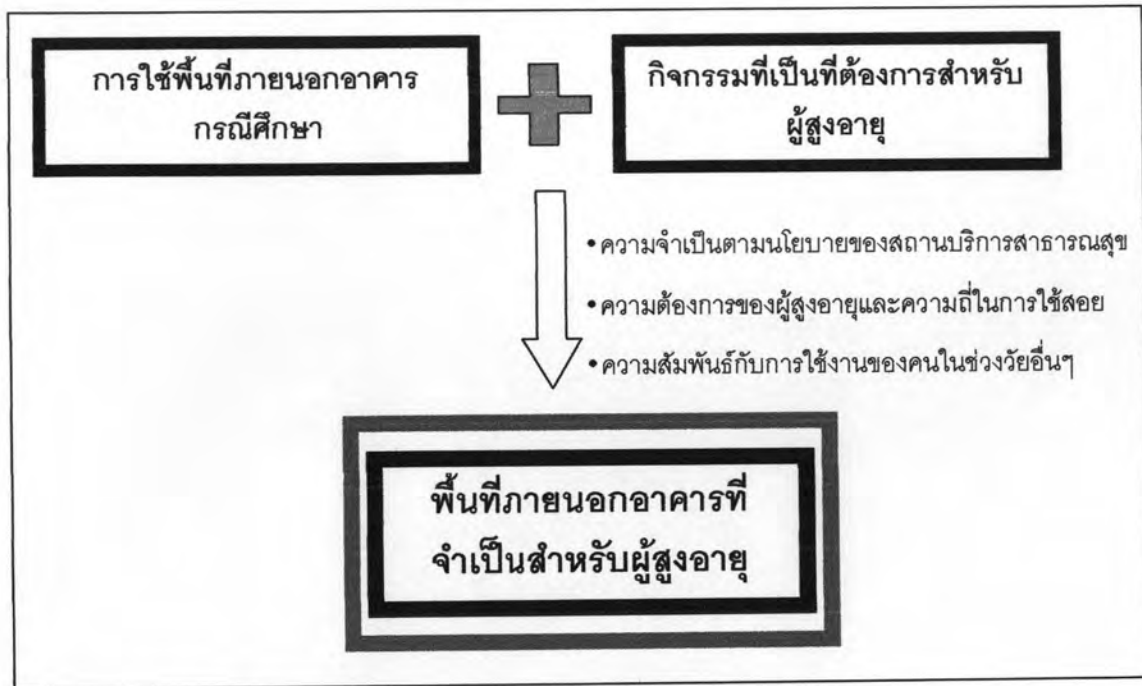 การใช้พื้นที่ภายนอกอาคาร
กรณีศึกษา
กิจกรรมที่เป็นที่ต้องการสำหรับ
ผู้สูงอายุ
•ความจำเป็นตามนโยบายของสถานบริการสาธารณสุข
•ความต้องการของผู้สูงอายุและความถี่ในการใช้สอย
•ความสัมพันธ์กับการใช้งานของคนในช่วงวัยอื่นๆ
พื้นที่ภายนอกอาคารที่
จำเป็นสำหรับผู้สูงอายุ